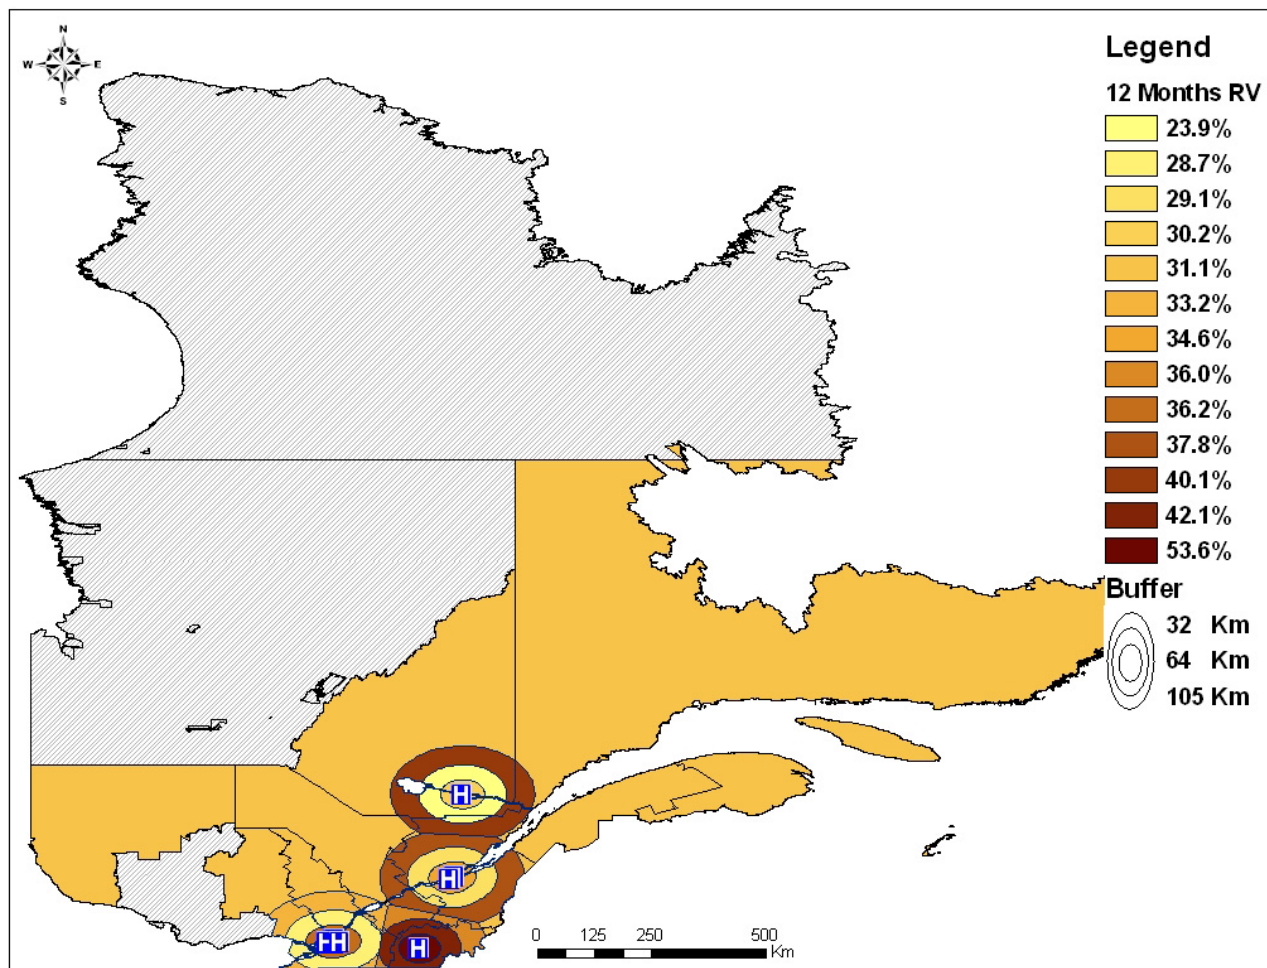 N
W E
S
Legend
12 Months RV
23.9%
28.7%
29.1%
30.2%
31.1%
33.2%
34.6%
36.0%
36.2%
37.8%
40.1%
42.1%
53.6%
Buffer
32 Km
64 Km
105 Km
H
H
H H
H
0 125 250 500
Km